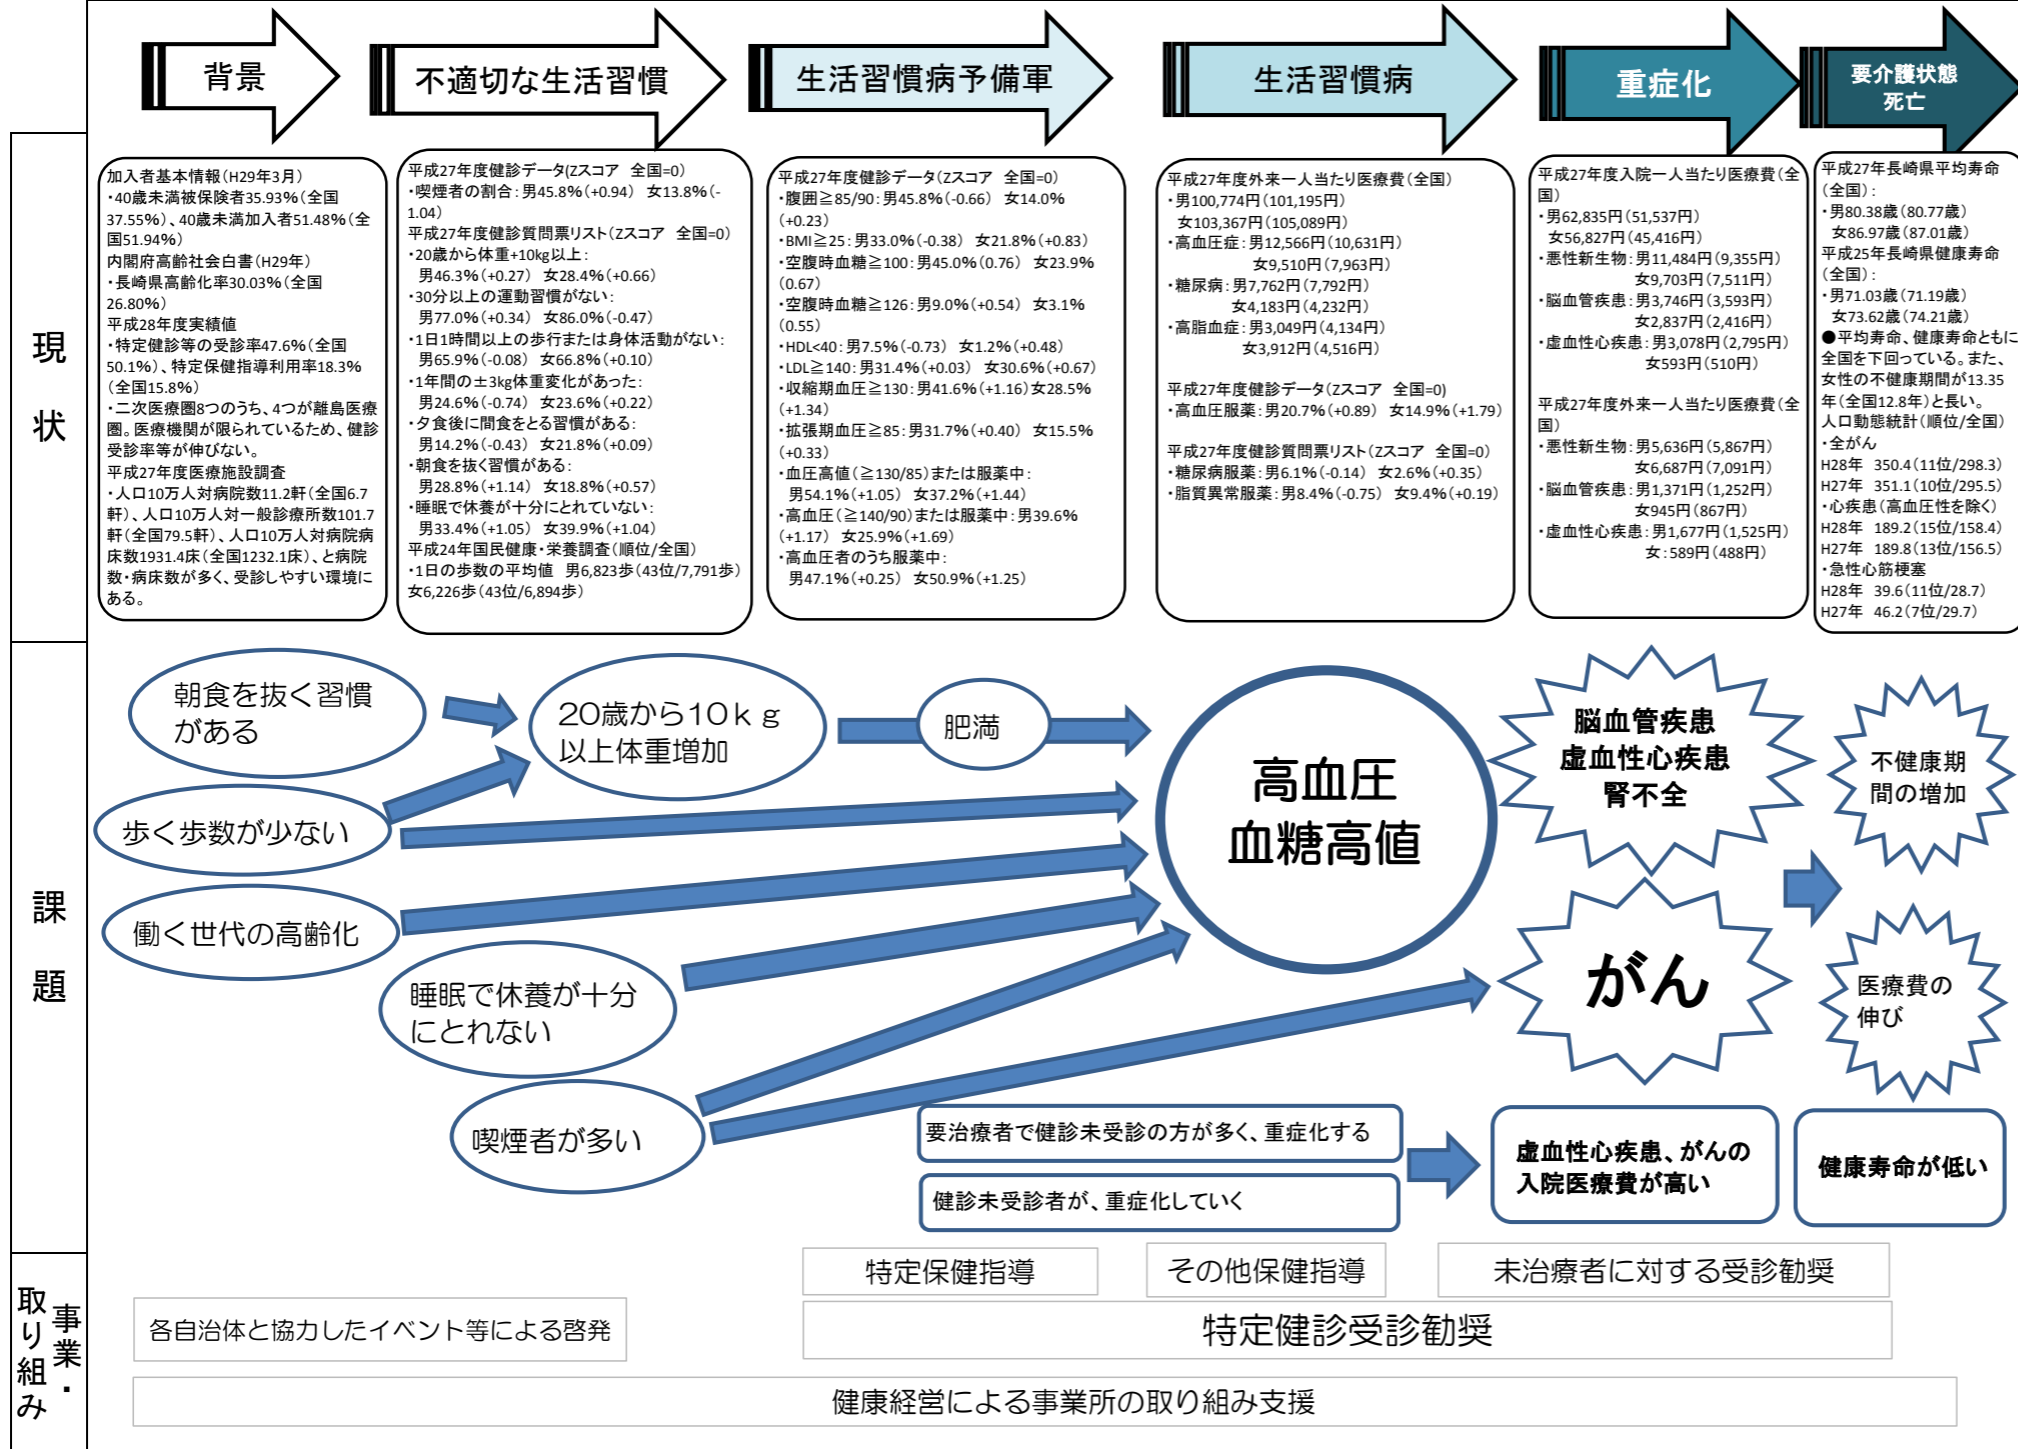 背景
不適切な生活習慣
生活習慣病予備軍
生活習慣病
重症化
要介護状態
死亡
現状
加入者基本情報(H29年3月)
・40歳未満被保険者35.93%(全国
37.55%)、40歳未満加入者51.48%(全
国51.94%)
内閣府高齢社会白書(H29年)
・長崎県高齢化率30.03%(全国
26.80%)
平成28年度実績値
・特定健診等の受診率47.6%(全国
50.1%)、特定保健指導利用率18.3%
(全国15.8%)
・二次医療圏8つのうち、4つが離島医療
圏。医療機関が限られているため、健診
受診率等が伸びない。
平成27年度医療施設調査
・人口10万人対病院数11.2軒(全国6.7
軒)、人口10万人対一般診療所数101.7
軒(全国79.5軒)、人口10万人対病院病
床数1931.4床(全国1232.1床)、と病院
数・病床数が多く、受診しやすい環境に
ある。
平成27年度健診データ(Zスコア 全国=0)
・喫煙者の割合:男45.8%(+0.94) 女13.8%(-
1.04)
平成27年度健診質問票リスト(Zスコア 全国=0)
・20歳から体重+10kg以上:
男46.3%(+0.27) 女28.4%(+0.66)
・30分以上の運動習慣がない:
男77.0%(+0.34) 女86.0%(-0.47)
・1日1時間以上の歩行または身体活動がない:
男65.9%(-0.08) 女66.8%(+0.10)
・1年間の±3kg体重変化があった:
男24.6%(-0.74) 女23.6%(+0.22)
・夕食後に間食をとる習慣がある:
男14.2%(-0.43) 女21.8%(+0.09)
・朝食を抜く習慣がある:
男28.8%(+1.14) 女18.8%(+0.57)
・睡眠で休養が十分にとれていない:
男33.4%(+1.05) 女39.9%(+1.04)
平成24年国民健康・栄養調査(順位/全国)
・1日の歩数の平均値 男6,823歩(43位/7,791歩)
女6,226歩(43位/6,894歩)
平成27年度健診データ(Zスコア 全国=0)
・腹囲≧85/90:男45.8%(-0.66) 女14.0%
(+0.23)
・BMI≧25:男33.0%(-0.38) 女21.8%(+0.83)
・空腹時血糖≧100:男45.0%(0.76) 女23.9%
(0.67)
・空腹時血糖≧126:男9.0%(+0.54) 女3.1%
(0.55)
・HDL<40:男7.5%(-0.73) 女1.2%(+0.48)
・LDL≧140:男31.4%(+0.03) 女30.6%(+0.67)
・収縮期血圧≧130:男41.6%(+1.16)女28.5%
(+1.34)
・拡張期血圧≧85:男31.7%(+0.40) 女15.5%
(+0.33)
・血圧高値(≧130/85)または服薬中:
男54.1%(+1.05) 女37.2%(+1.44)
・高血圧(≧140/90)または服薬中:男39.6%
(+1.17) 女25.9%(+1.69)
・高血圧者のうち服薬中:
男47.1%(+0.25) 女50.9%(+1.25)
平成27年度外来一人当たり医療費(全国)
・男100,774円(101,195円)
女103,367円(105,089円)
・高血圧症:男12,566円(10,631円)
女9,510円(7,963円)
・糖尿病:男7,762円(7,792円)
女4,183円(4,232円)
・高脂血症:男3,049円(4,134円)
女3,912円(4,516円)
平成27年度健診データ(Zスコア 全国=0)
・高血圧服薬:男20.7%(+0.89) 女14.9%(+1.79)
平成27年度健診質問票リスト(Zスコア 全国=0)
・糖尿病服薬:男6.1%(-0.14) 女2.6%(+0.35)
・脂質異常服薬:男8.4%(-0.75) 女9.4%(+0.19)
平成27年度入院一人当たり医療費(全
国)
・男62,835円(51,537円)
女56,827円(45,416円)
・悪性新生物:男11,484円(9,355円)
女9,703円(7,511円)
・脳血管疾患:男3,746円(3,593円)
女2,837円(2,416円)
・虚血性心疾患:男3,078円(2,795円)
女593円(510円)
平成27年度外来一人当たり医療費(全
国)
・悪性新生物:男5,636円(5,867円)
女6,687円(7,091円)
・脳血管疾患:男1,371円(1,252円)
女945円(867円)
・虚血性心疾患:男1,677円(1,525円)
女:589円(488円)
平成27年長崎県平均寿命
(全国):
・男80.38歳(80.77歳)
女86.97歳(87.01歳)
平成25年長崎県健康寿命
(全国):
・男71.03歳(71.19歳)
女73.62歳(74.21歳)
●平均寿命、健康寿命ともに
全国を下回っている。また、
女性の不健康期間が13.35
年(全国12.8年)と長い。
人口動態統計(順位/全国)
・全がん
H28年 350.4(11位/298.3)
H27年 351.1(10位/295.5)
・心疾患(高血圧性を除く)
H28年 189.2(15位/158.4)
H27年 189.8(13位/156.5)
・急性心筋梗塞
H28年 39.6(11位/28.7)
H27年 46.2(7位/29.7)
課題
朝食を抜く習慣
がある
20歳から10kg
以上体重増加
肥満
歩く歩数が少ない
働く世代の高齢化
睡眠で休養が十分
にとれない
喫煙者が多い
高血圧
血糖高値
脳血管疾患
虚血性心疾患
腎不全
がん
不健康期
間の増加
医療費の
伸び
要治療者で健診未受診の方が多く、重症化する
健診未受診者が、重症化していく
虚血性心疾患、がんの
入院医療費が高い
健康寿命が低い
事業・
取り組み
特定保健指導
その他保健指導
未治療者に対する受診勧奨
各自治体と協力したイベント等による啓発
特定健診受診勧奨
健康経営による事業所の取り組み支援